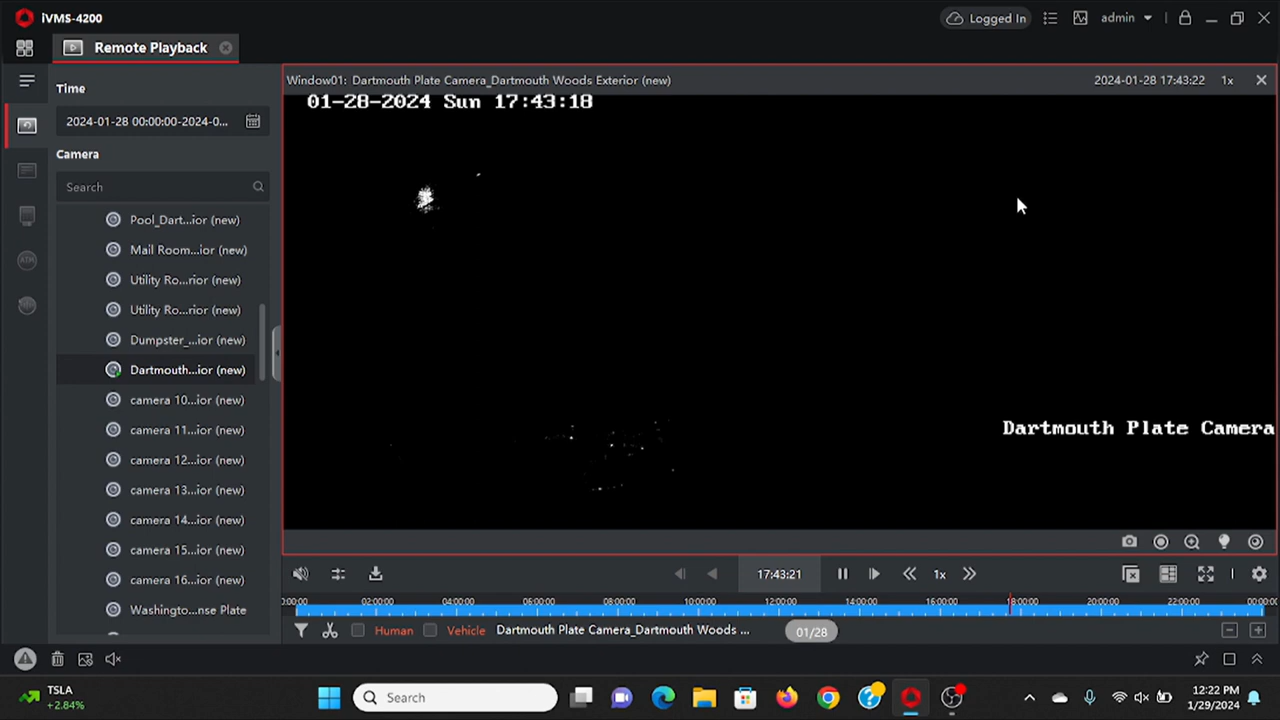 iVMS-4200
Logged In
admin
Remote Playback
Time
2024-01-28 00:00:00-2024-0...
Camera
Search
Pool_Dart...ior (new)
Mail Room...ior (new)
Utility Ro...rior (new)
Utility Ro...rior (new)
Dumpster_...ior (new)
Dartmouth...ior (new)
camera 10...ior (new)
camera 11...ior (new)
camera 12...ior (new)
camera 13...ior (new)
camera 14...ior (new)
camera 15...ior (new)
camera 16...ior (new)
Washingto...nse Plate
Window01: Dartmouth Plate Camera_Dartmouth Woods Exterior (new)
2024-01-28 17:43:22 1x
01-28-2024 Sun 17:43:18
Dartmouth Plate Camera
17:43:21
1x
0:00:00 02:00:00 04:00:00 06:00:00 08:00:00 10:00:00 12:00:00 14:00:00 16:00:00 18:00:00 20:00:00 22:00:00 00:00:00
Human
Vehicle
Dartmouth Plate Camera_Dartmouth Woods ...
01/28
TSLA
+2.84%
Search
12:22 PM
1/29/2024